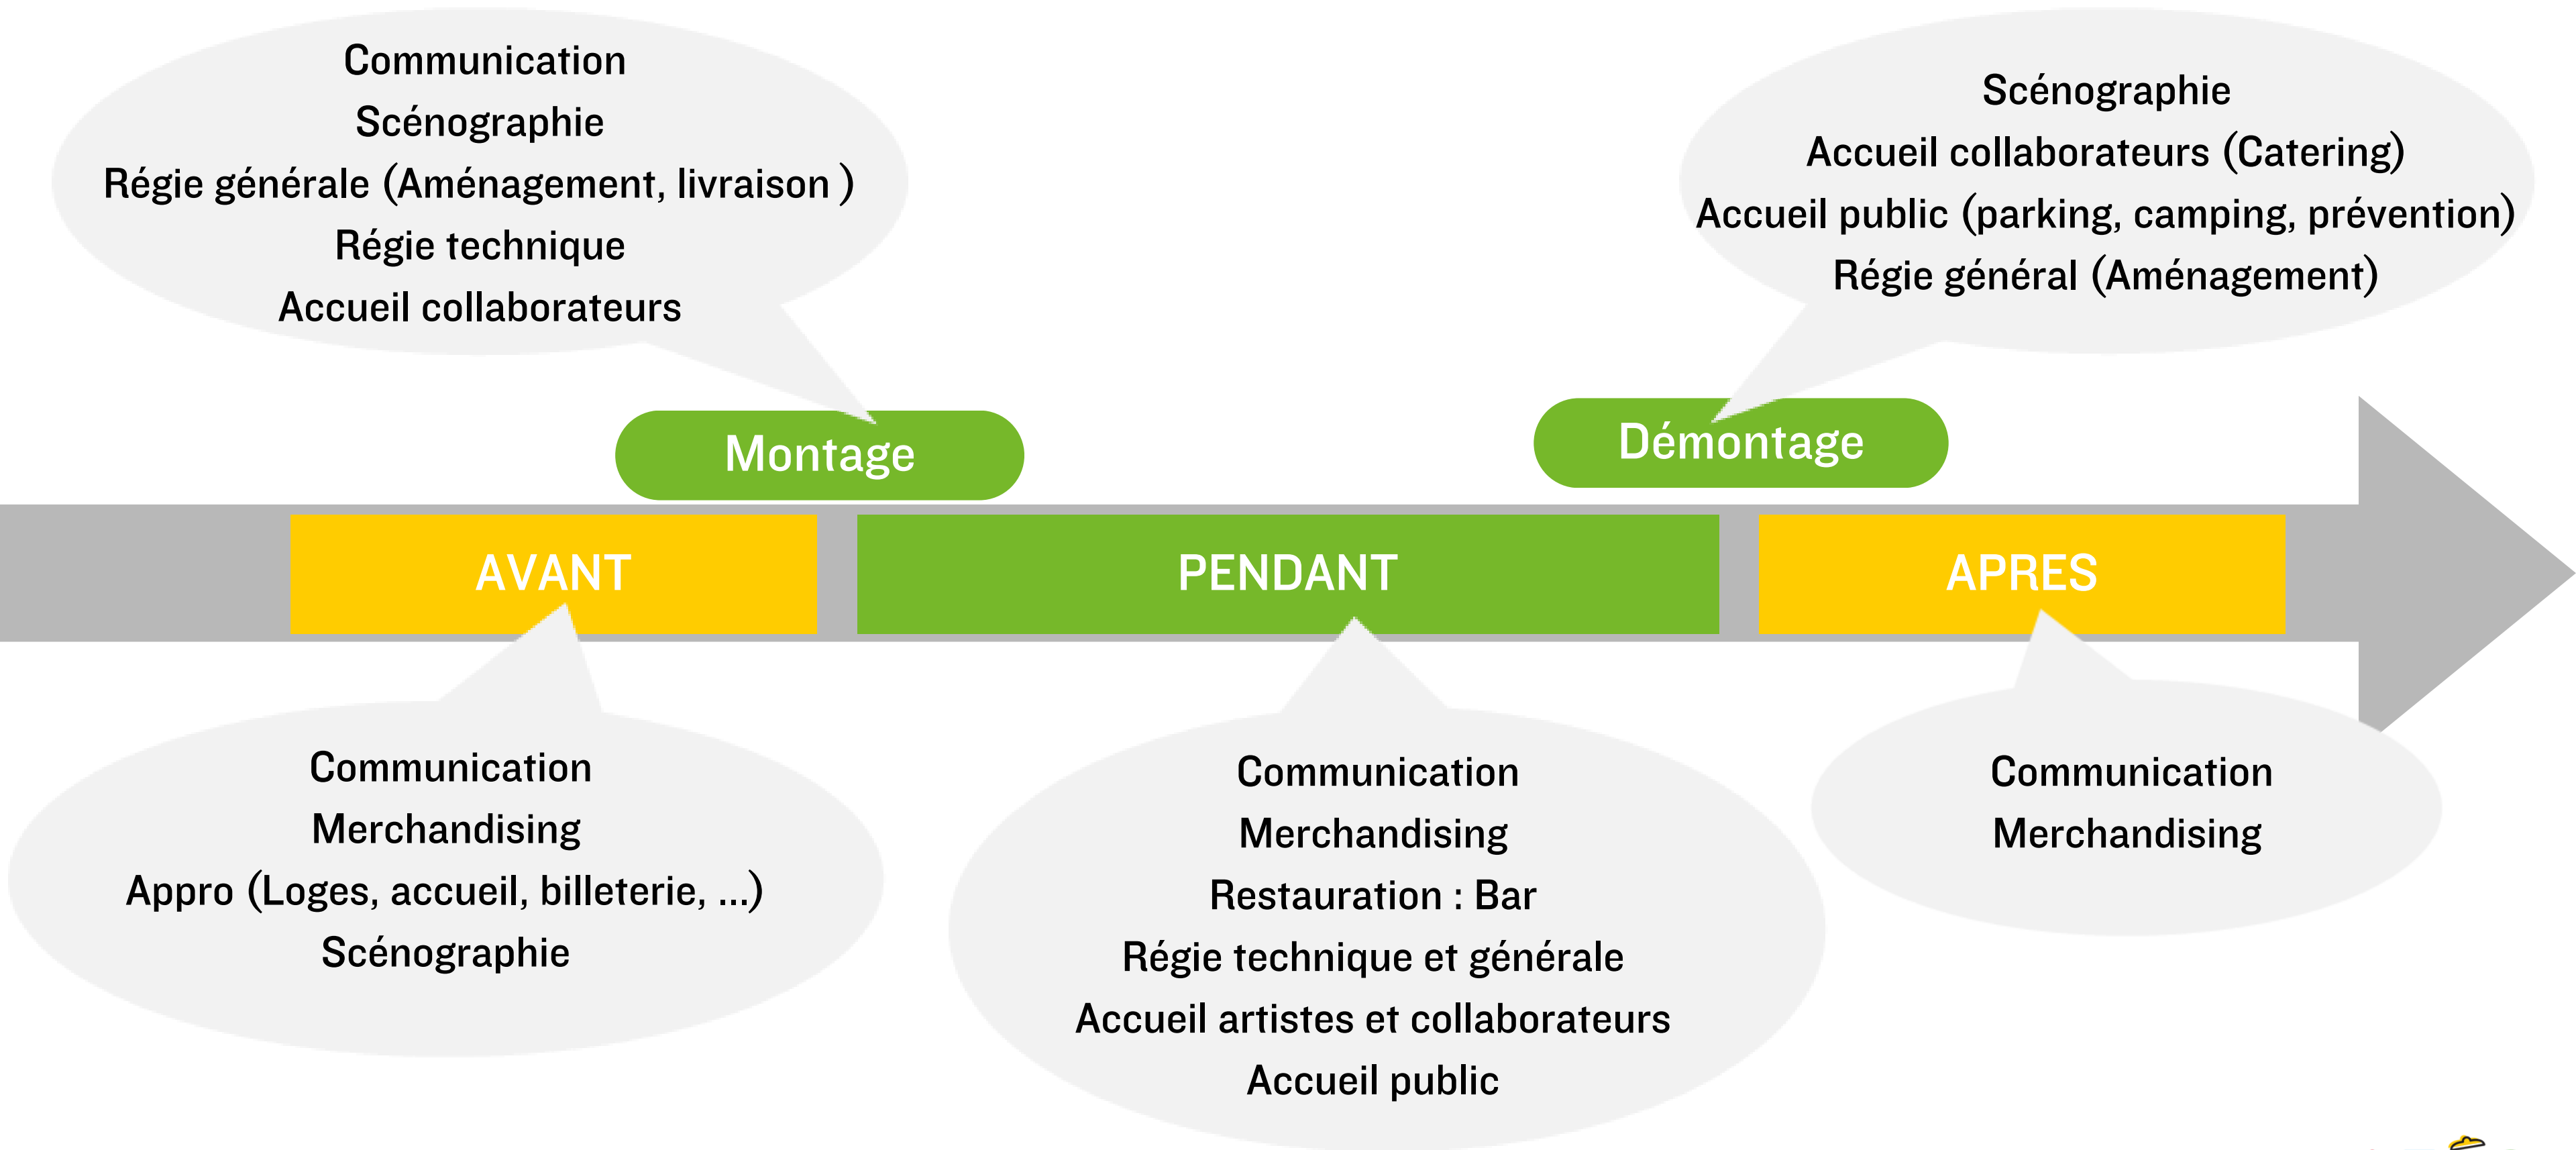 Communication
Scénographie
Régie générale (Aménagement, livraison )
Régie technique
Accueil collaborateurs
Scénographie
Accueil collaborateurs (Catering)
Accueil public (parking, camping, prévention)
Régie général (Aménagement)
Montage
Démontage
AVANT
PENDANT
APRES
Communication
Merchandising
Appro (Loges, accueil, billeterie, ...)
Scénographie
Communication
Merchandising
Restauration : Bar
Régie technique et générale
Accueil artistes et collaborateurs
Accueil public
Communication
Merchandising